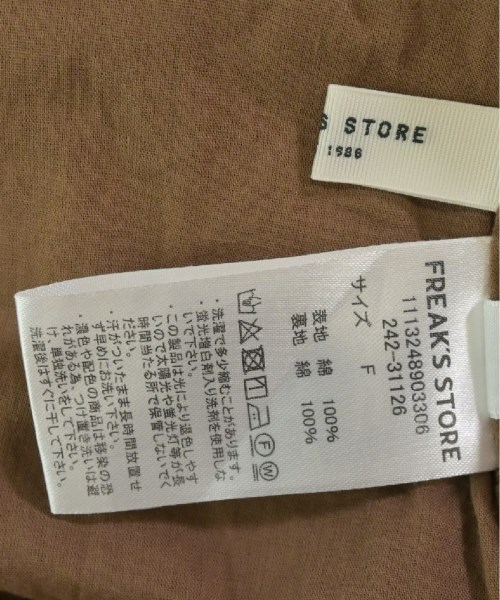 S STORE
1986
FREAK'S STORE
1113248903306
242-31126
サイズ F
表地 綿 100%
裏地 綿 100%
・洗濯で多少縮むことがあります。
・蛍光増白剤入り洗剤を使用しな
いで下さい。
・この製品は光により退色しやす
いので太陽光や蛍光灯等が長
時間当たる所で保管しないでく
ださい。
・汗がついたまま長時間放置せ
ず早めにお洗い下さい。
・濃色や配色の商品は移染の恐
れがある為、つけ置き洗いは避
け、単独洗いをして下さい。
洗濯後はすぐに干して下さい。